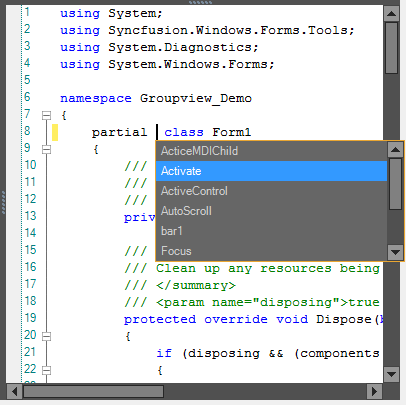 1 using System;
2 using Syncfusion.Windows.Forms.Tools;
3 using System.Diagnostics;
4 using System.Windows.Forms;
5
6 namespace Groupview_Demo
7 {
8 partial class Form1
9 {
ActiceMDIChild
10 ///
Activate
11 ///
ActiveControl
12 ///
AutoScroll
13 priv
bar1
14
Focus
15 ///
16 /// Clean up any resources being
17 /// </summary>
18 /// <param name="disposing">true
19 protected override void Dispose(b
20 {
21 if (disposing && (components
22 {